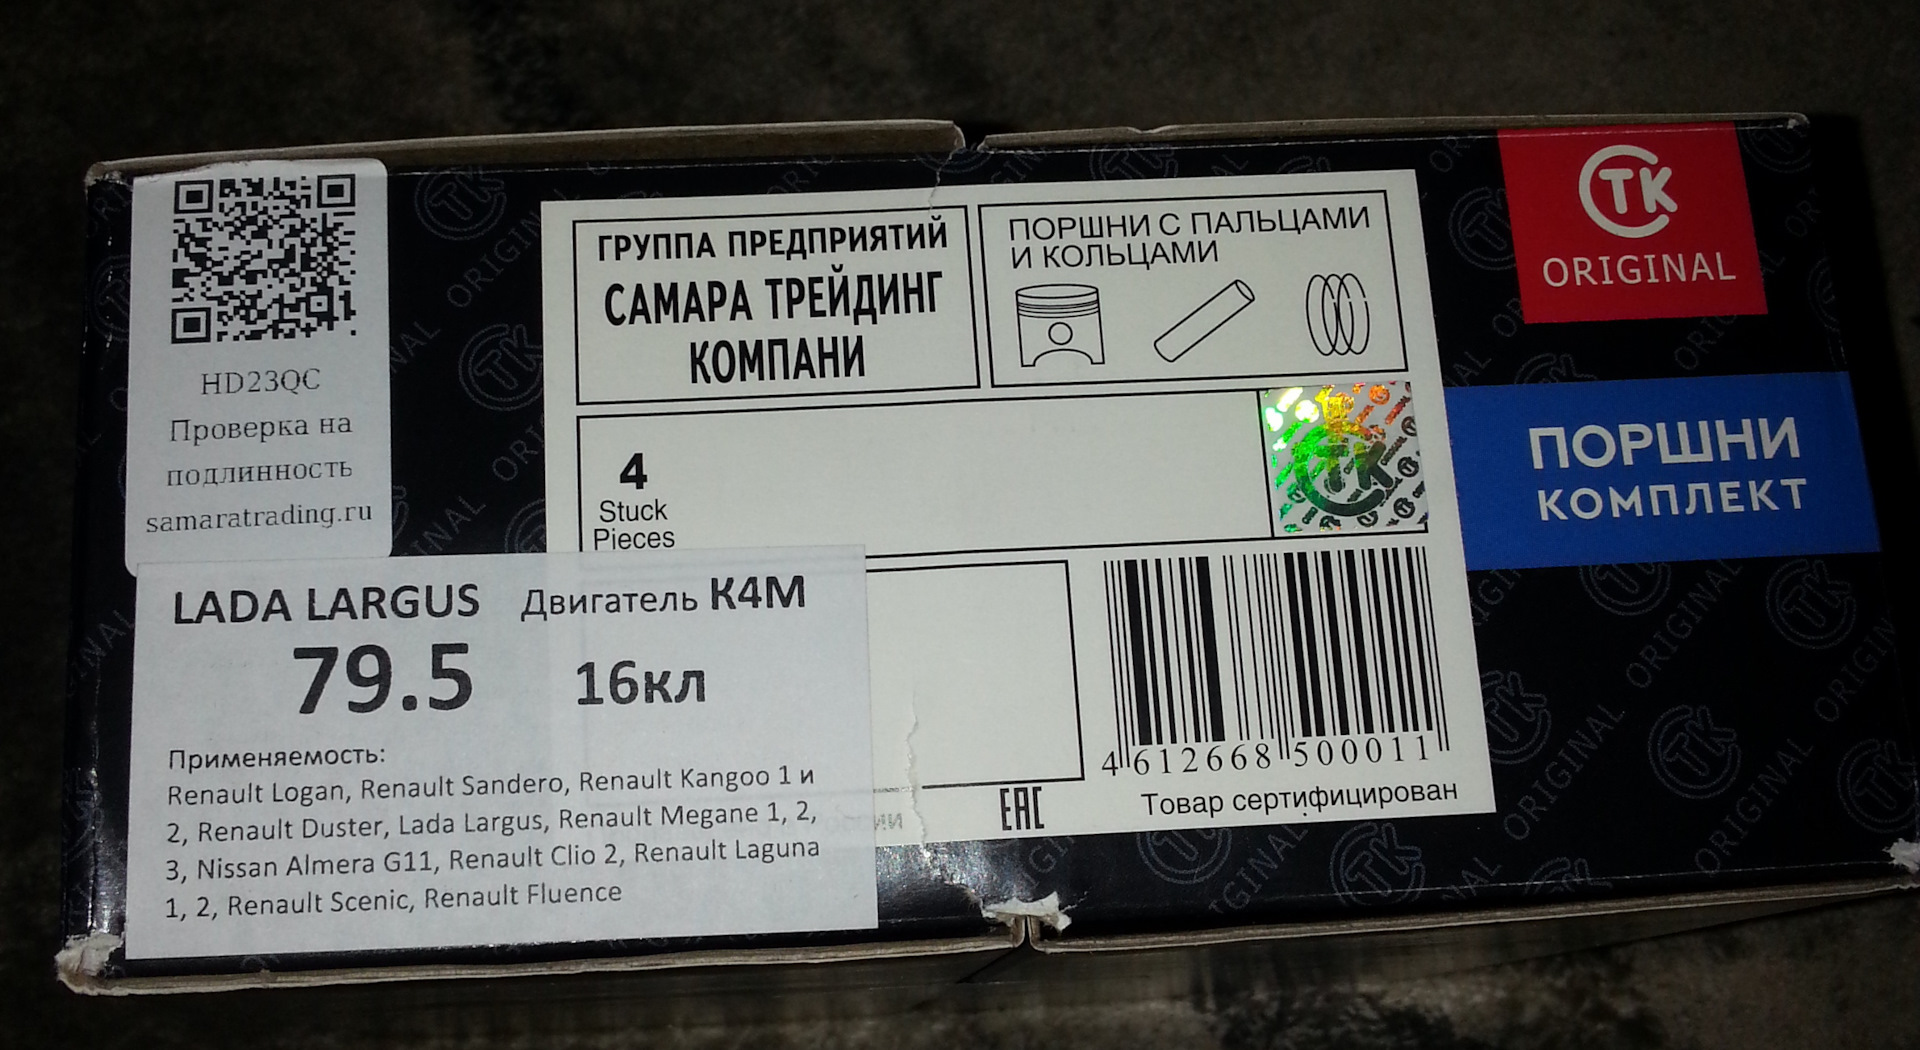 HD23QC
Проверка на
подлинность
samaratrading.ru
ГРУППА ПРЕДПРИЯТИЙ
САМАРА ТРЕЙДИНГ
КОМПАНИ
ПОРШНИ С ПАЛЬЦАМИ
И КОЛЬЦАМИ
СТК
ORIGINAL
ПОРШНИ
КОМПЛЕКТ
4
Stuck
Pieces
LADA LARGUS Двигатель К4М
79.5 16кл
Применяемость:
Renault Logan, Renault Sandero, Renault Kangoo 1 и
2, Renault Duster, Lada Largus, Renault Megane 1, 2,
3, Nissan Almera G11, Renault Clio 2, Renault Laguna
1, 2, Renault Scenic, Renault Fluence
4 612668 500011
EAC
Товар сертифицирован